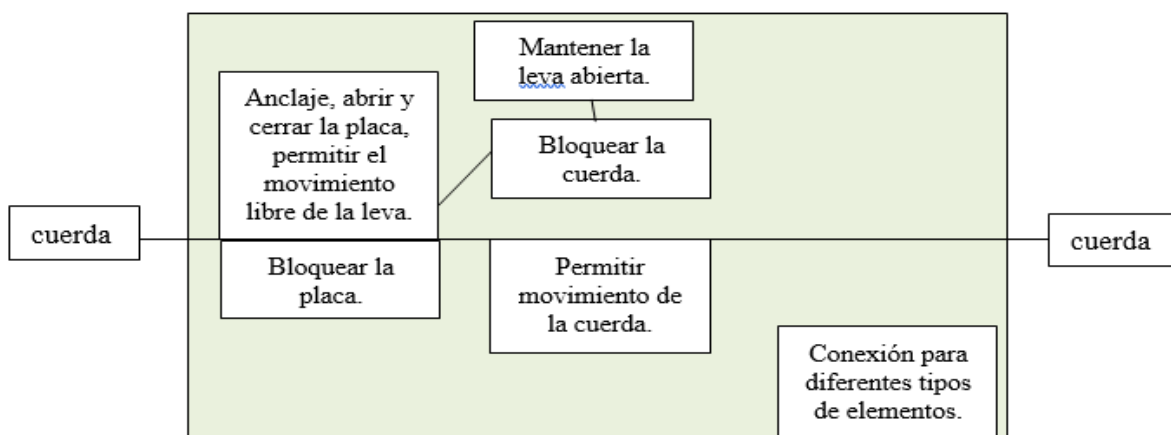 Mantener la
leva abierta.
Anclaje, abrir y
cerrar la placa,
permitir el
movimiento
libre de la leva.
Bloquear la
cuerda.
cuerda
cuerda
Bloquear la
placa.
Permitir
movimiento de
la cuerda.
Conexión para
diferentes tipos
de elementos.